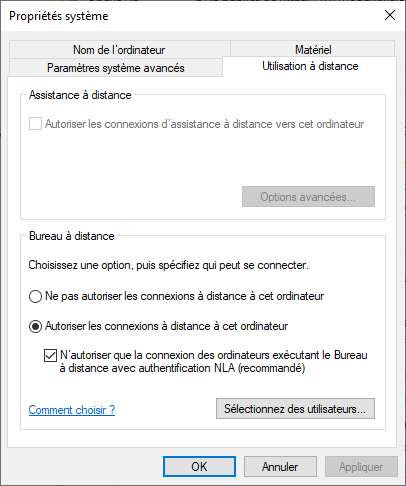 Propriétés système
Nom de l'ordinateur
Matériel
Paramètres système avancés
Utilisation à distance
Assistance à distance
Autoriser les connexions d'assistance à distance vers cet ordinateur
Options avancées...
Bureau à distance
Choisissez une option, puis spécifiez qui peut se connecter.
Ne pas autoriser les connexions à distance à cet ordinateur
Autoriser les connexions à distance à cet ordinateur
N'autoriser que la connexion des ordinateurs exécutant le Bureau
à distance avec authentification NLA (recommandé)
Comment choisir ?
Sélectionnez des utilisateurs...
OK
Annuler
Appliquer